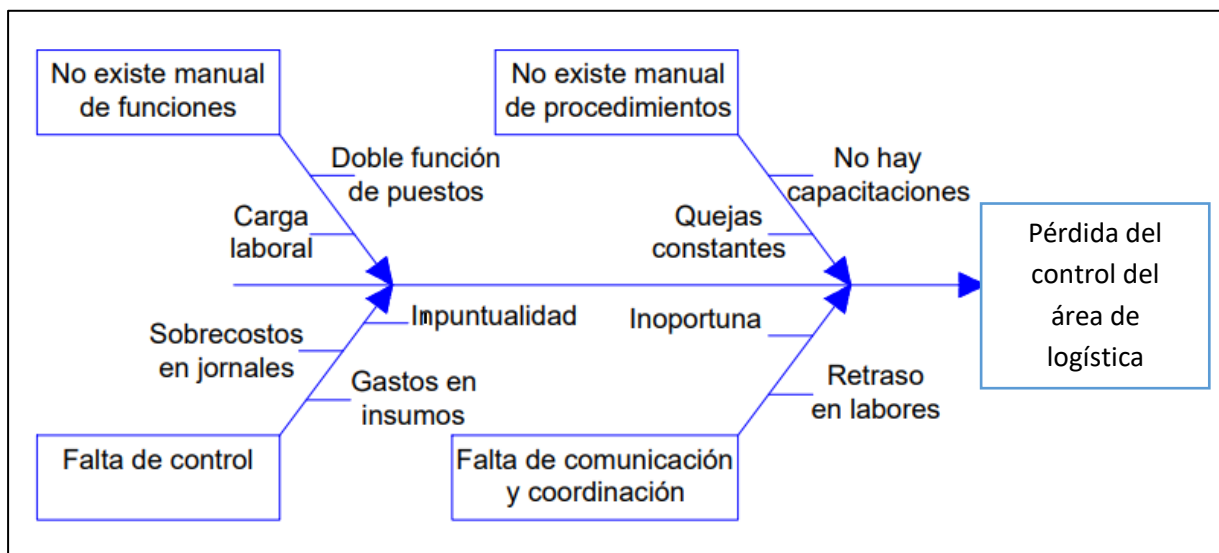 No existe manual
de funciones
No existe manual
de procedimientos
Doble función
de puestos
No hay
capacitaciones
Carga
laboral
Quejas
constantes
Pérdida del
control del
área de
logística
Impuntualidad
Inoportuna
Sobrecostos
en jornales
Gastos en
insumos
Retraso
en labores
Falta de control
Falta de comunicación
y coordinación